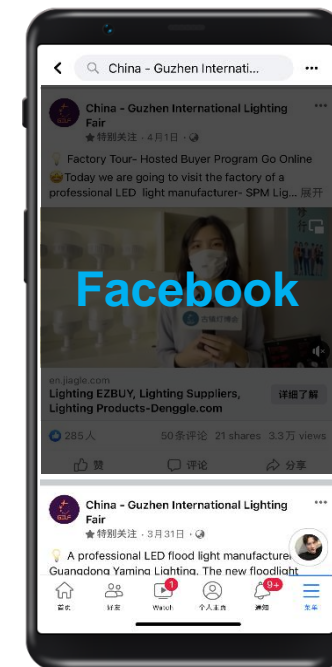 China - Guzhen Internati...
China - Guzhen International Lighting
Fair
特别关注 · 4月1日 ·
Factory Tour- Hosted Buyer Program Go Online
Today we are going to visit the factory of a
professional LED light manufacturer- SPM Lig... 展开
Facebook
en.jiagle.com
Lighting EZBUY, Lighting Suppliers,
Lighting Products-Denggle.com
详细了解
285人 50条评论 21 shares 3.3万 views
赞 评论 分享
China - Guzhen International Lighting
Fair
特别关注 · 3月31日 ·
A professional LED flood light manufacture
Guangdong Yaming Lighting. The new floodlight
1 9+
首页 好友 Watch 个人主页 通知 菜单